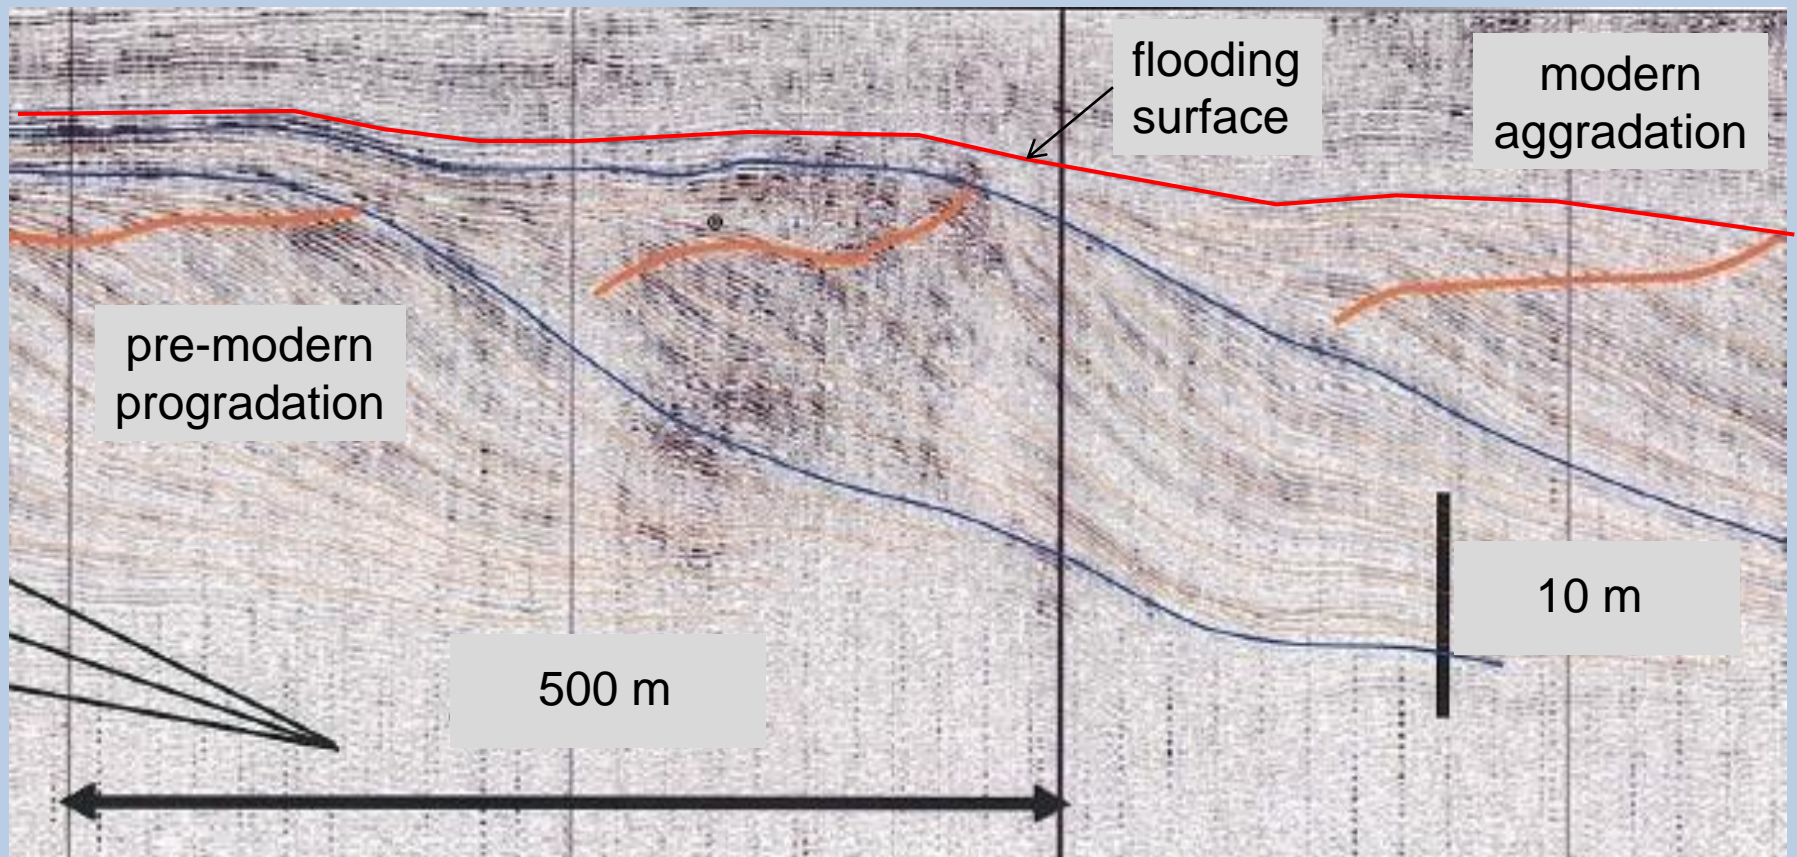 flooding
surface
modern
aggradation
pre-modern
progradation
10 m
500 m